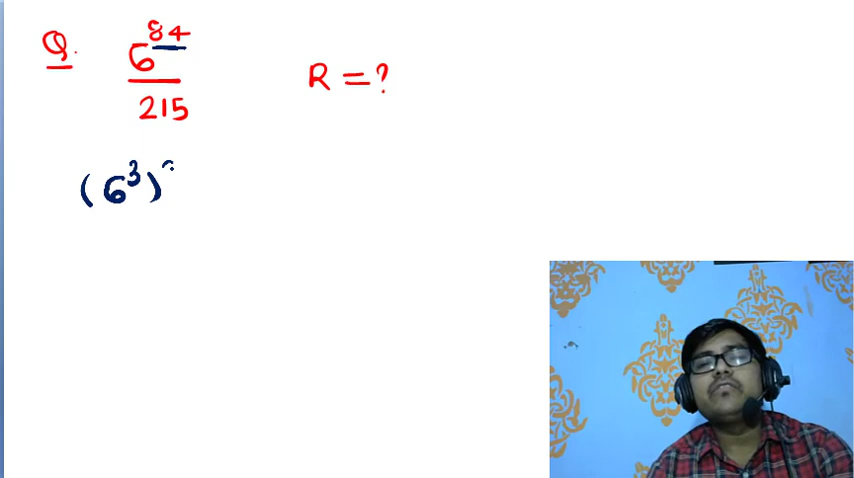 Q. 6^84 / 215 R = ?
(6^3)